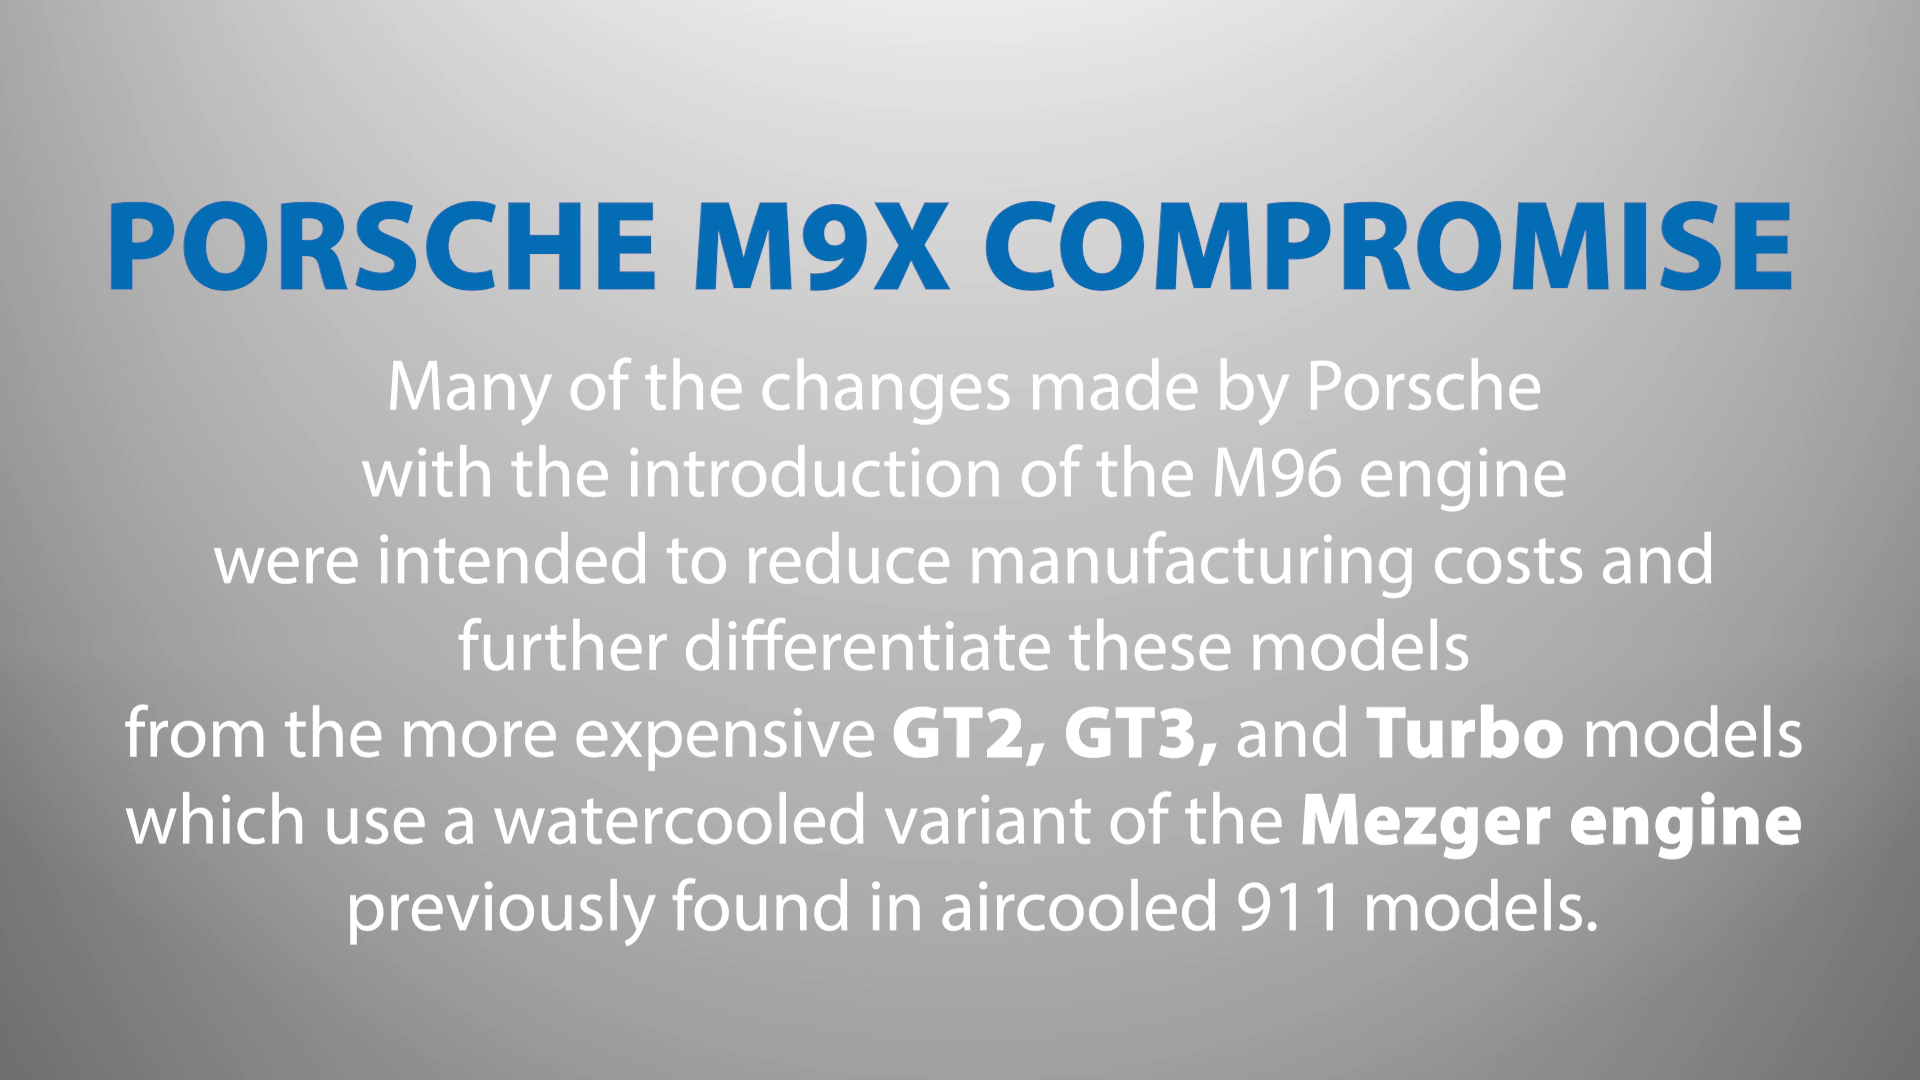 PORSCHE M9X COMPROMISE
Many of the changes made by Porsche
with the introduction of the M96 engine
were intended to reduce manufacturing costs and
further differentiate these models
from the more expensive GT2, GT3, and Turbo models
which use a watercooled variant of the Mezger engine
previously found in aircooled 911 models.